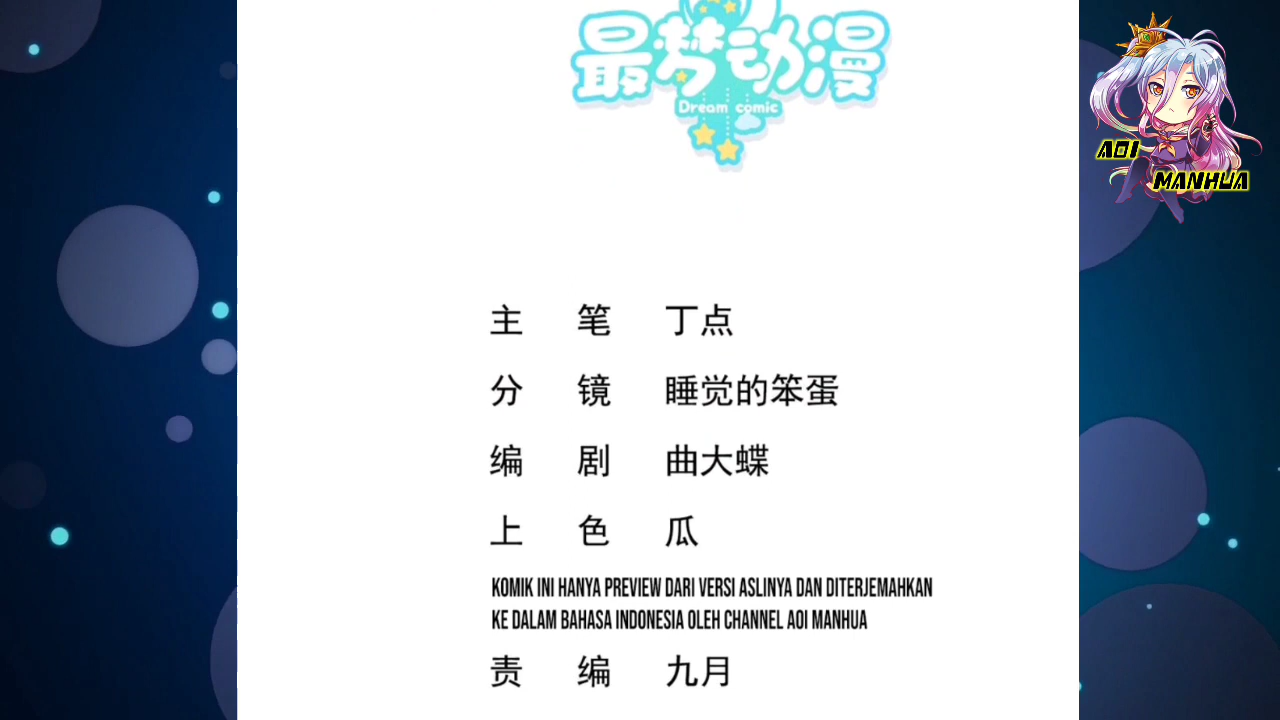 最梦动漫
Dream comic
AOI
MANHUA
主 笔 丁点
分 镜 睡觉的笨蛋
编 剧 曲大蝶
上 色 瓜
KOMIK INI HANYA PREVIEW DARI VERSI ASLINYA DAN DITERJEMAHKAN
KE DALAM BAHASA INDONESIA OLEH CHANNEL AOI MANHUA
责 编 九月